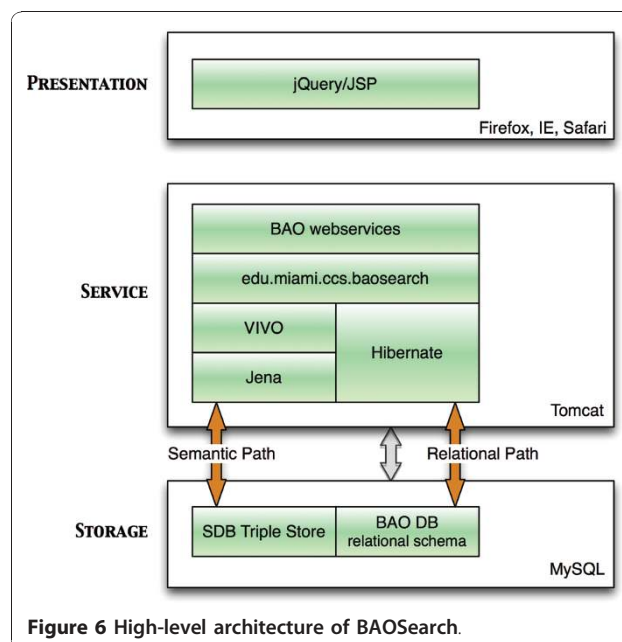 PRESENTATION
jQuery/JSP
Firefox, IE, Safari
SERVICE
BAO webservices
edu.miami.ccs.baosearch
VIVO
Hibernate
Jena
Tomcat
Semantic Path
Relational Path
STORAGE
SDB Triple Store
BAO DB
relational schema
MySQL
Figure 6 High-level architecture of BAOSearch.